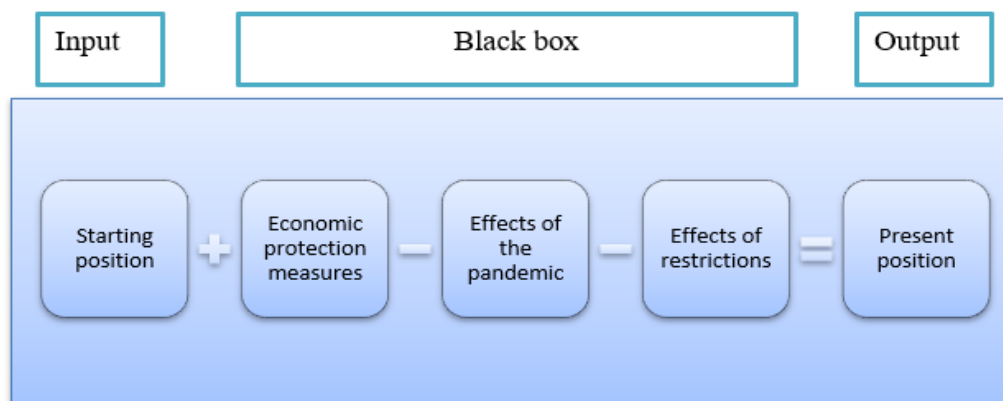 Input
Black box
Output
Starting
position
+
Economic
protection
measures
−
Effects of
the
pandemic
−
Effects of
restrictions
=
Present
position